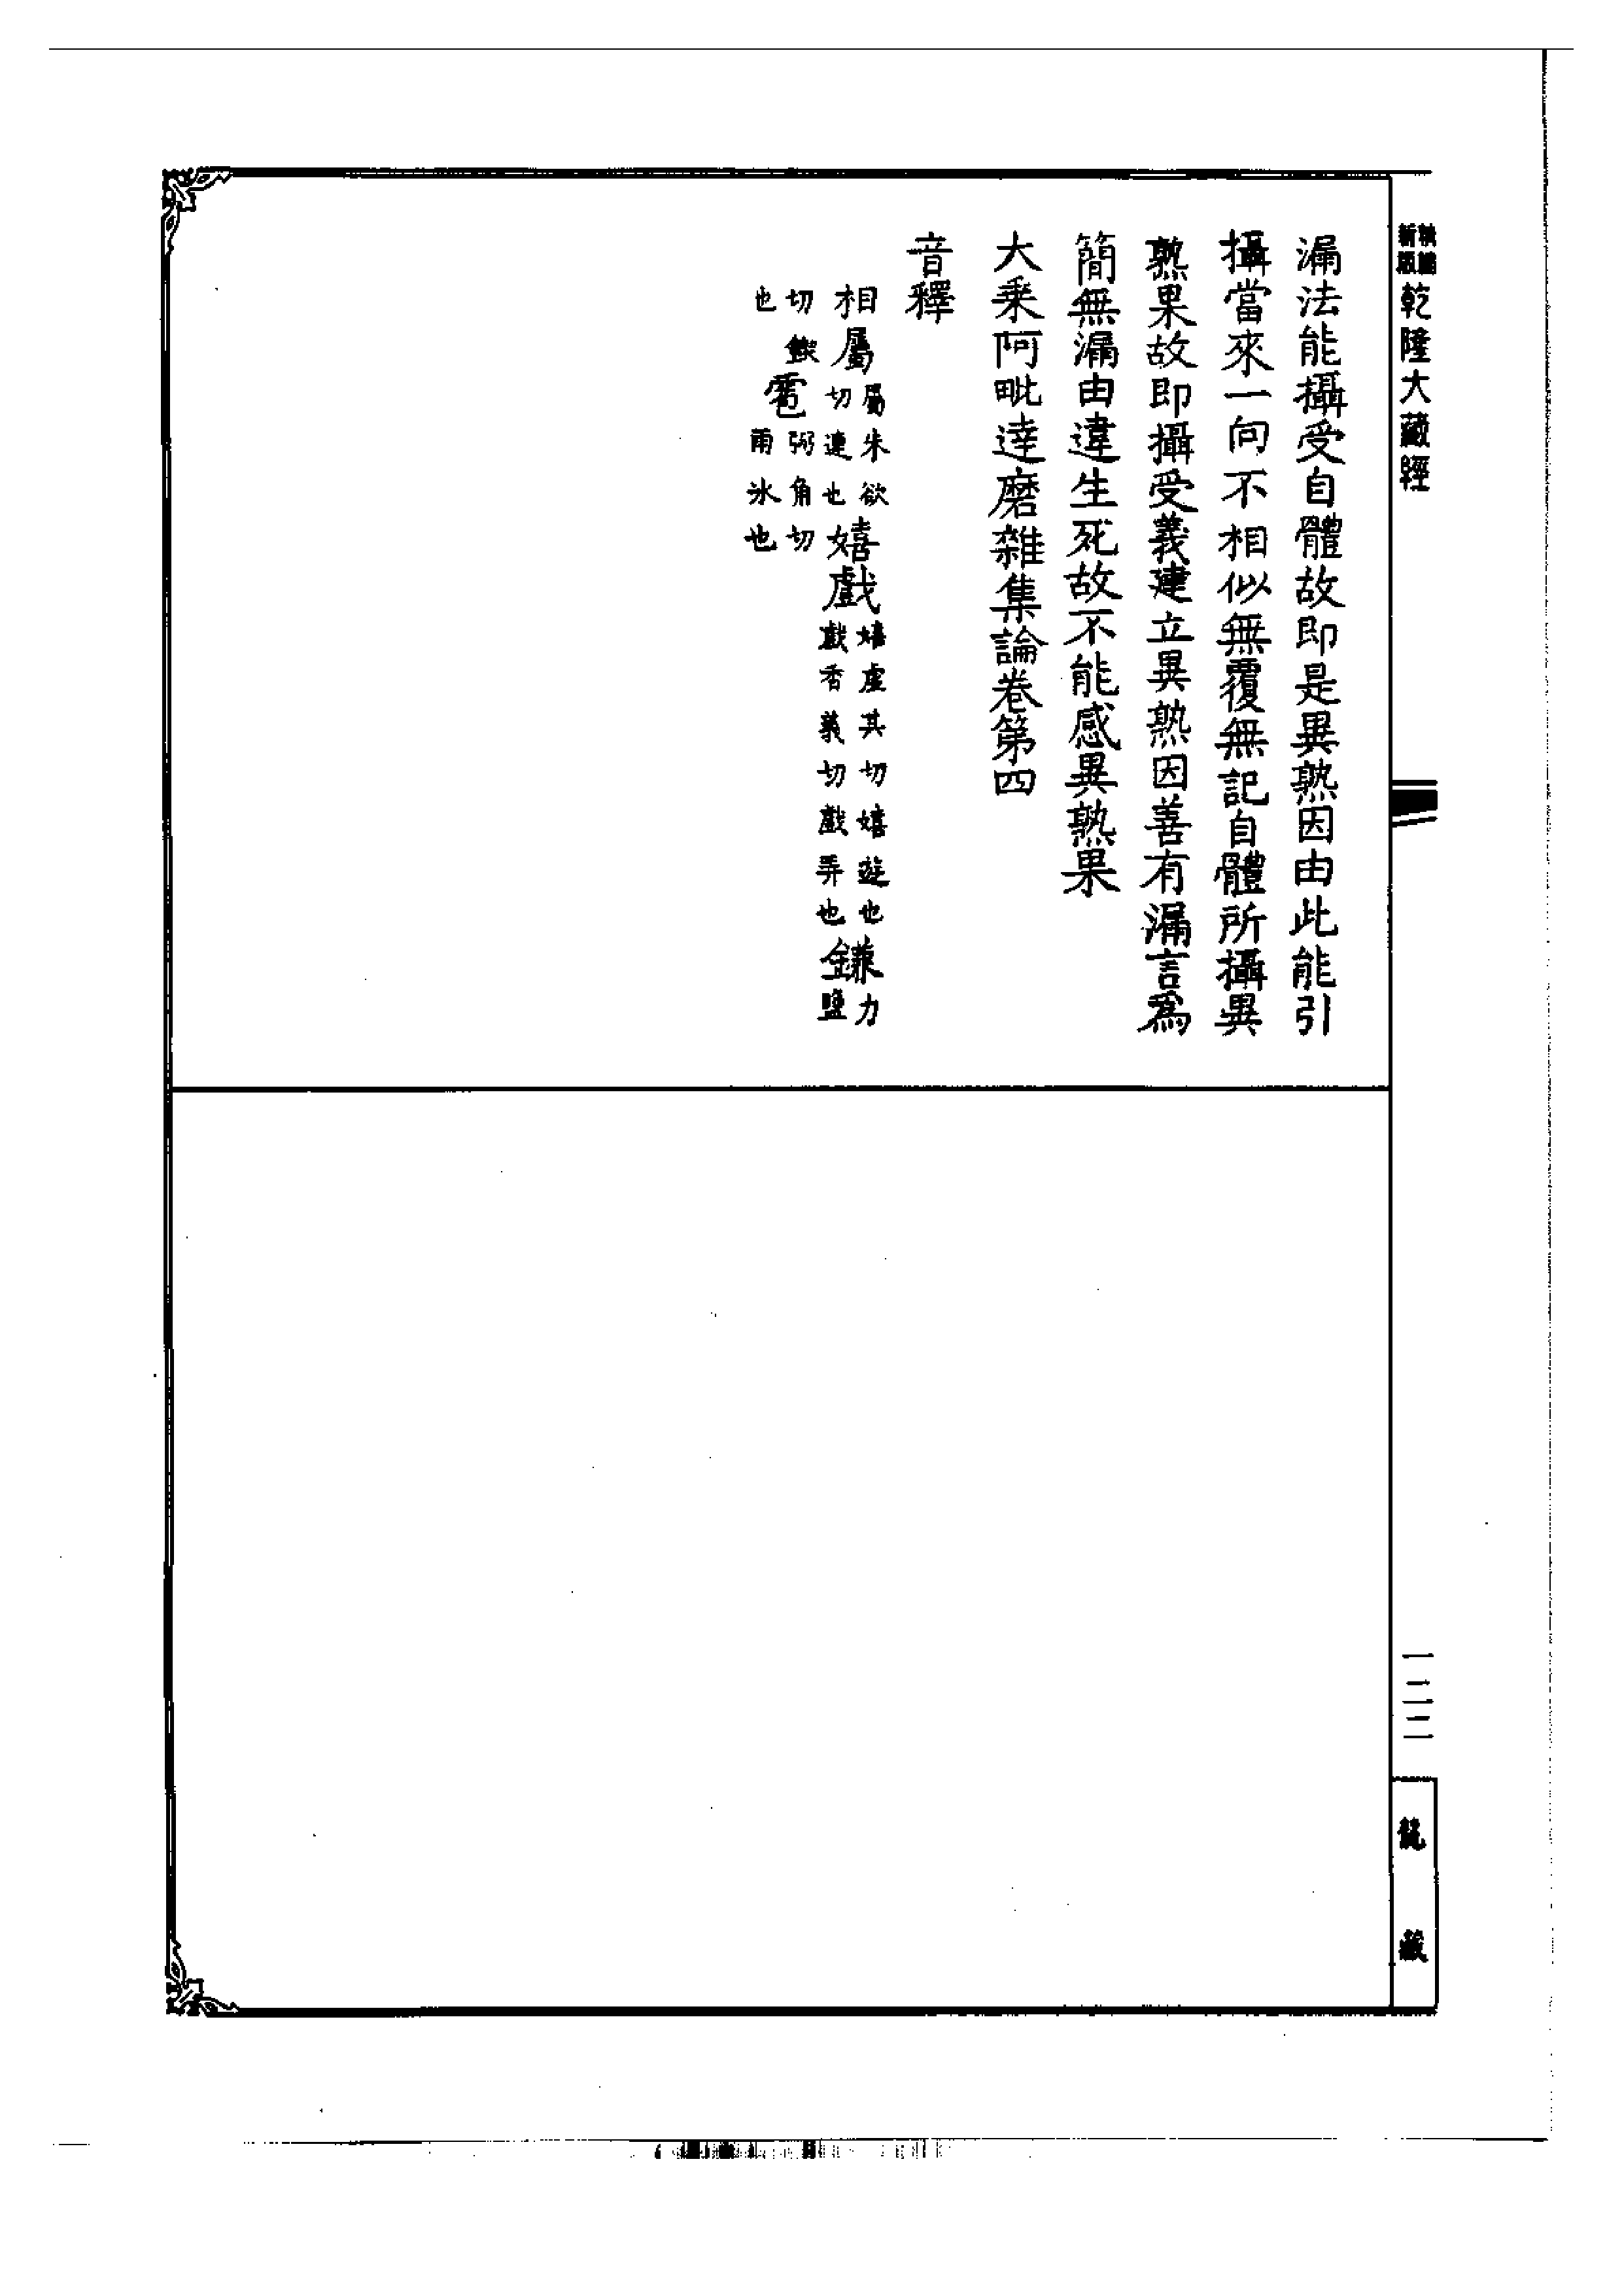 新版
乾隆大藏經
漏法能攝受自體故即是異熟因由此能引
攝當來一向不相似無覆無記自體所攝異
熟果故即攝受義建立異熟因善有漏言為
簡無漏由違生死故不能感異熟果
大乘阿毗達磨雜集論卷第四
音釋
相屬屬朱欲切連也嬉戲嬉虛其切嬉遊也戲香義切戲弄也鎌力鹽
切鍥也雹弼角切雨冰也
一二二
龍藏